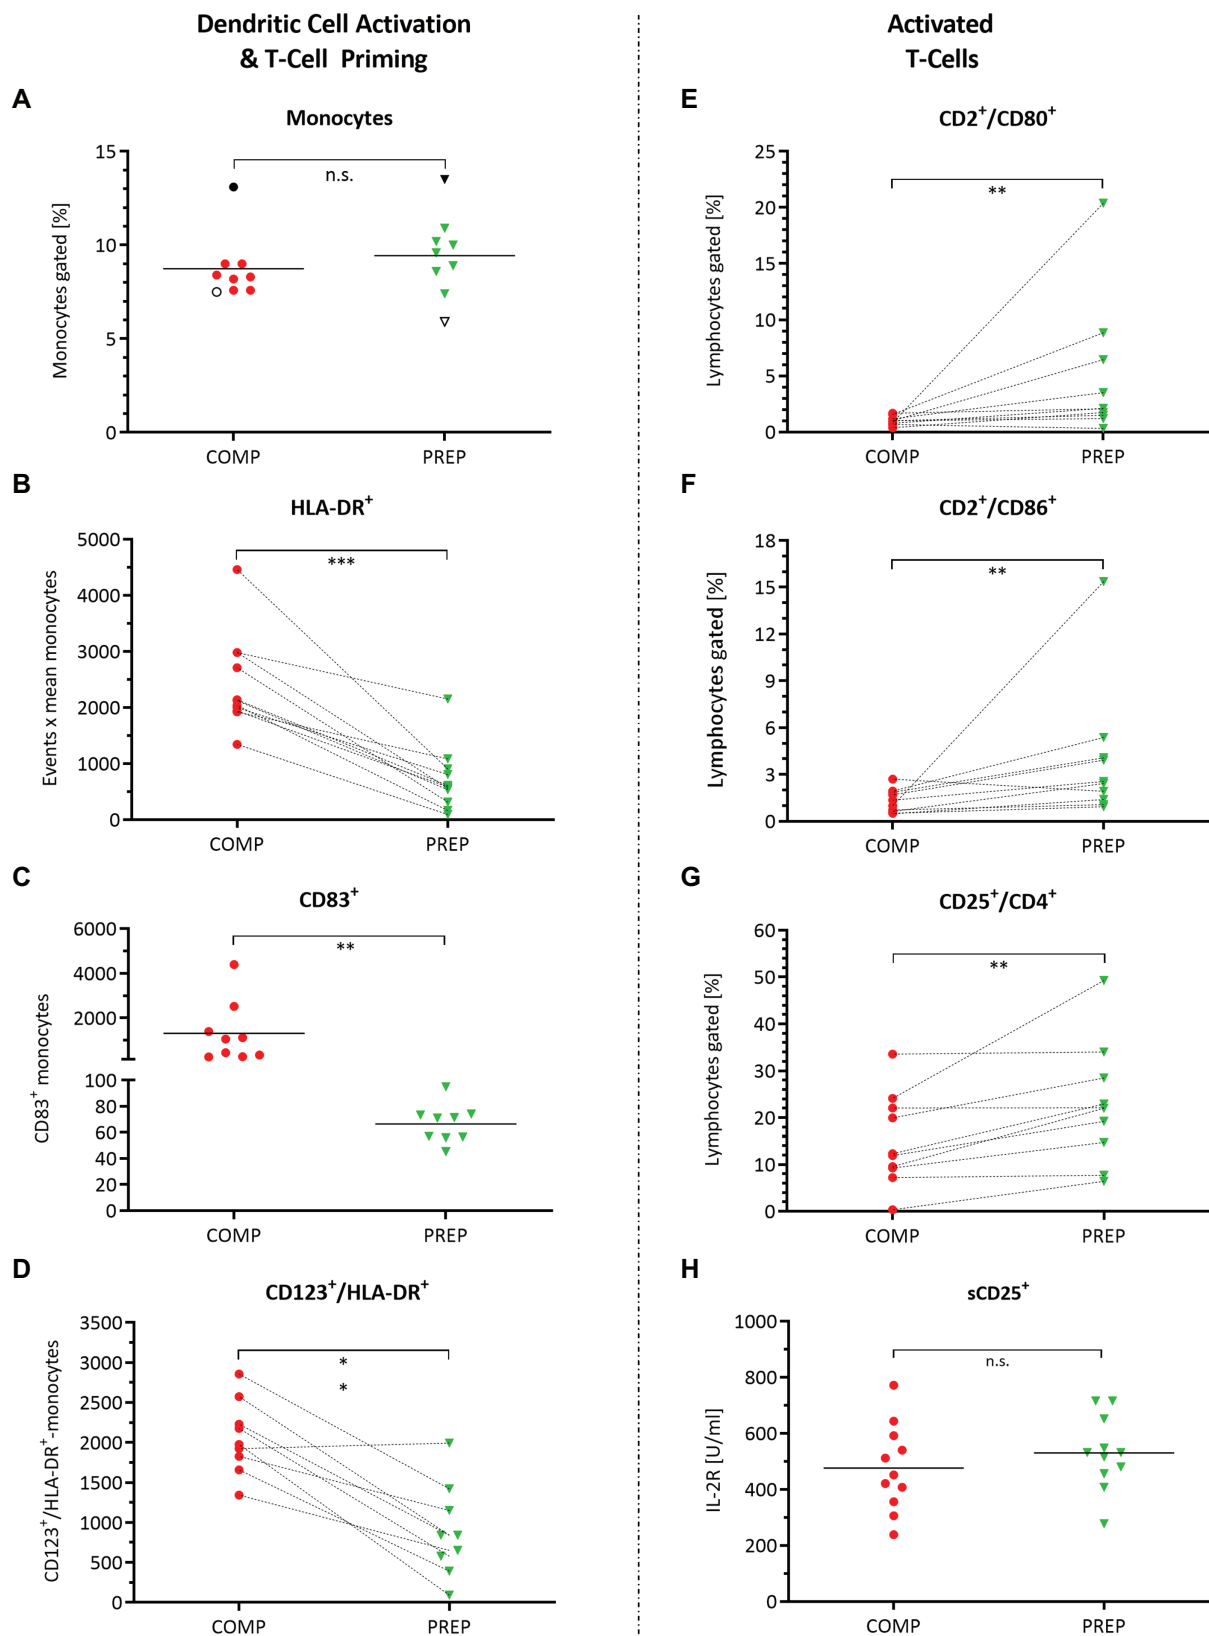 Dendritic Cell Activation
& T-Cell Priming
A
Monocytes
Monocytes gated [%]
15
10
5
0
n.s.
COMP
PREP
B
HLA-DR⁺
Events x mean monocytes
5000
4000
3000
2000
1000
0
***
COMP
PREP
C
CD83⁺
CD83⁺ monocytes
6000
4000
2000
100
80
60
40
20
0
**
COMP
PREP
D
CD123⁺/HLA-DR⁺
CD123⁺/HLA-DR⁺-monocytes
3500
3000
2500
2000
1500
1000
500
0
*
*
COMP
PREP
Activated
T-Cells
E
CD2⁺/CD80⁺
Lymphocytes gated [%]
25
20
15
10
5
0
**
COMP
PREP
F
CD2⁺/CD86⁺
Lymphocytes gated [%]
18
15
12
9
6
3
0
**
COMP
PREP
G
CD25⁺/CD4⁺
Lymphocytes gated [%]
60
50
40
30
20
10
0
**
COMP
PREP
H
sCD25⁺
IL-2R [U/ml]
1000
800
600
400
200
0
n.s.
COMP
PREP